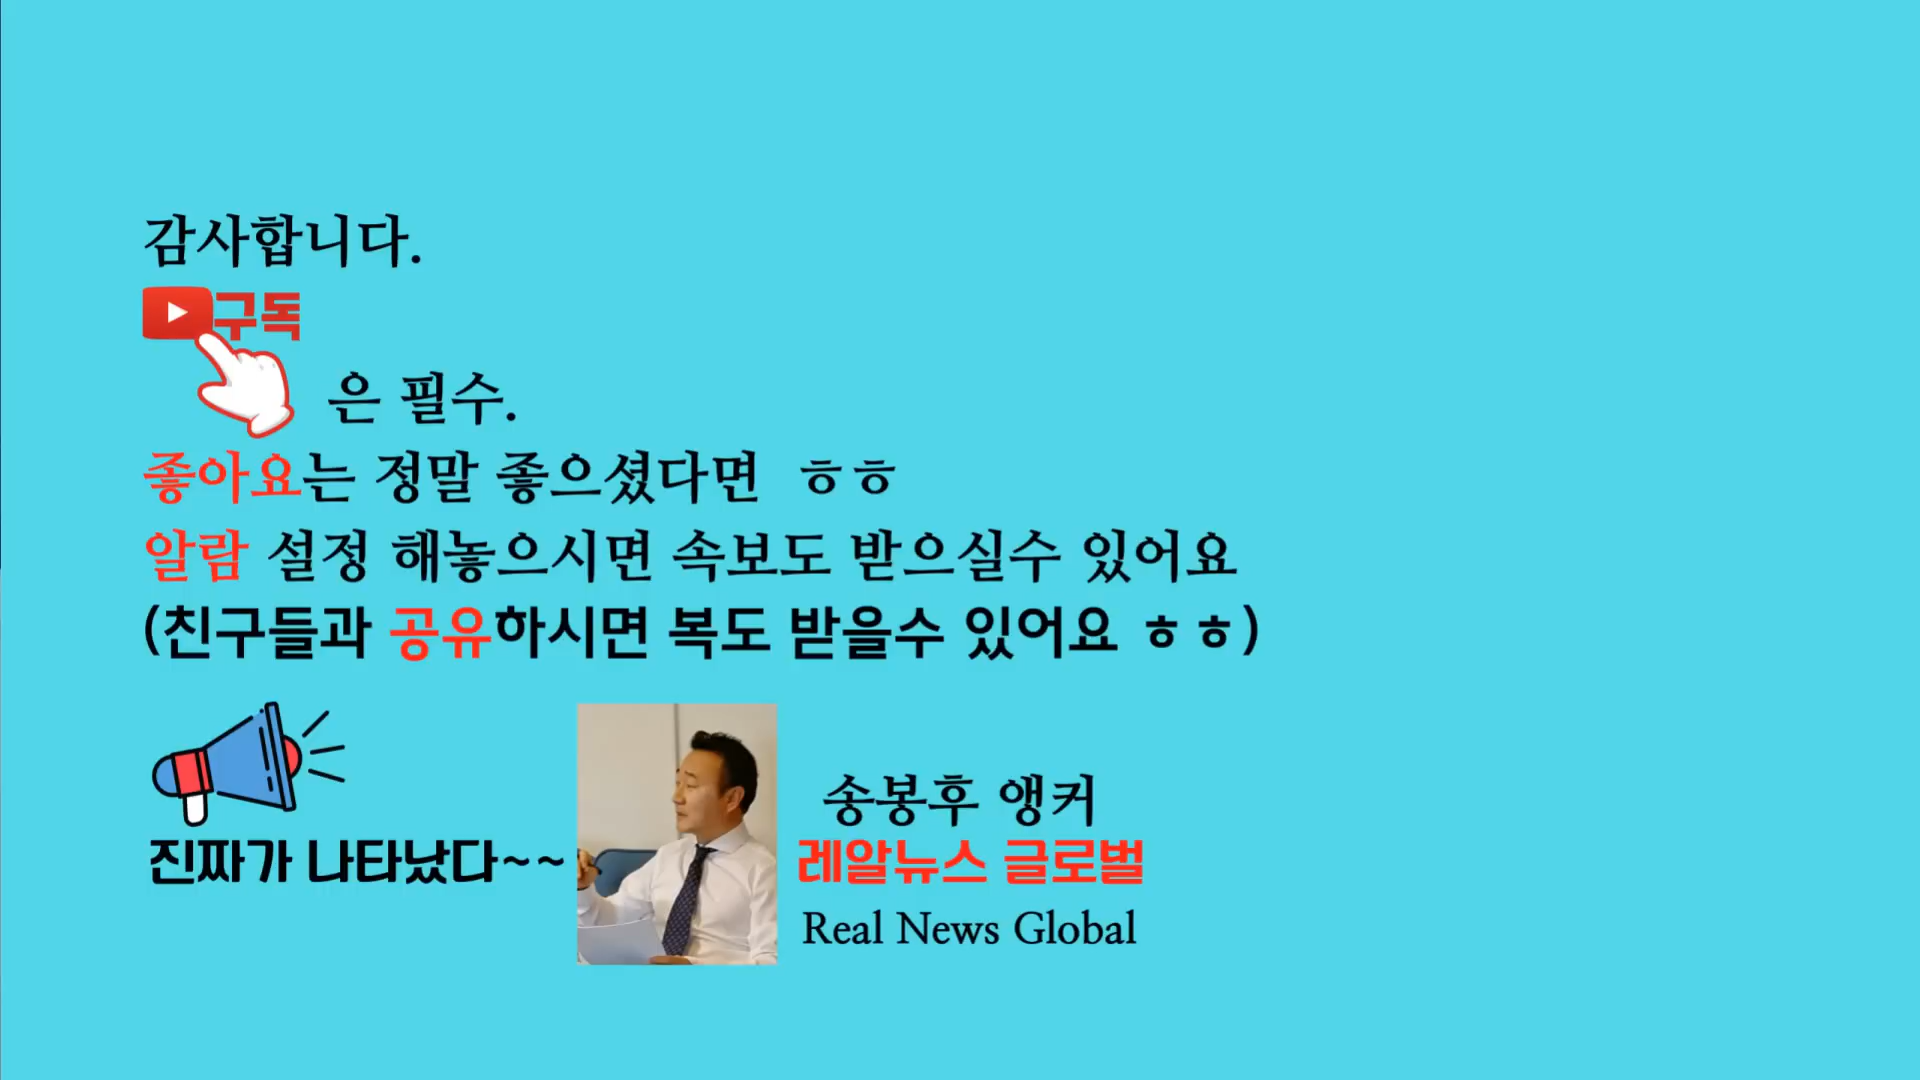 감사합니다.
구독
은 필수.
좋아요는 정말 좋으셨다면 ㅎㅎ
알람 설정 해놓으시면 속보도 받으실수 있어요
(친구들과 공유하시면 복도 받을수 있어요 ㅎㅎ)
진짜가 나타났다~~
송봉후 앵커
레알뉴스 글로벌
Real News Global